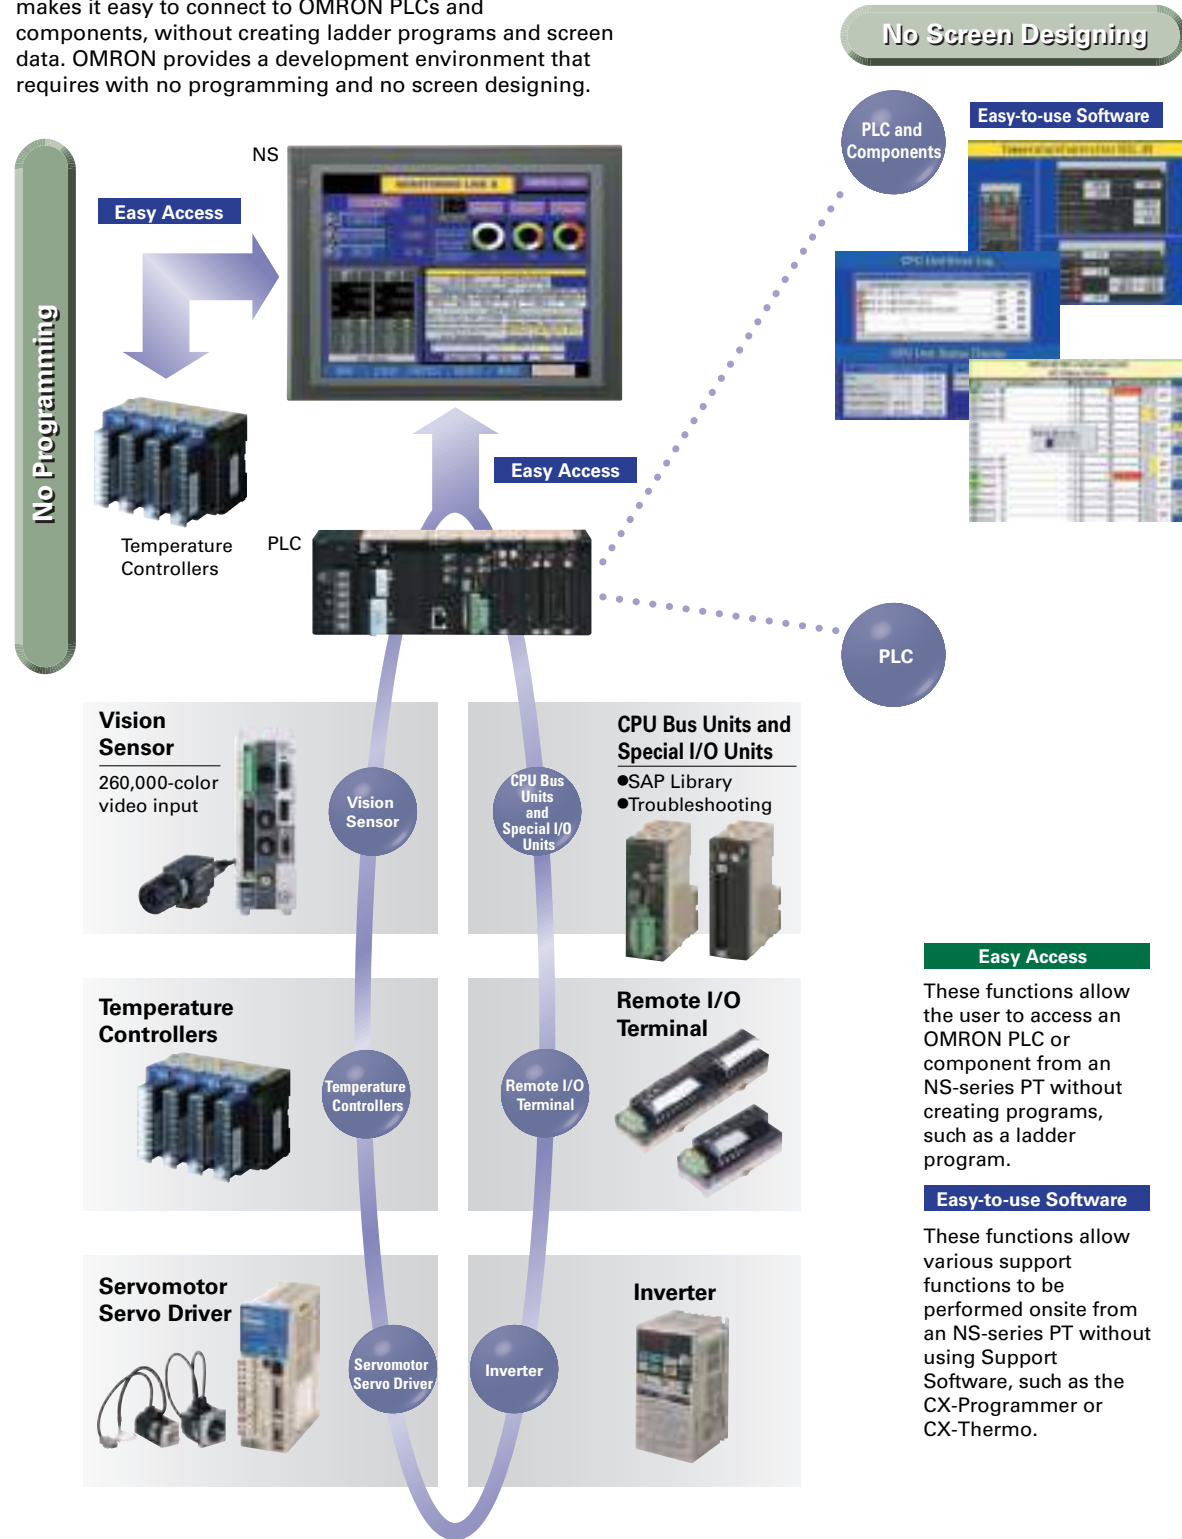 makes it easy to connect to OMRON PLCs and
components, without creating ladder programs and screen
data. OMRON provides a development environment that
requires with no programming and no screen designing.
No Screen Designing
PLC and
Components
Easy-to-use Software
NS
Easy Access
No Programming
Easy Access
Temperature
Controllers
PLC
PLC
Vision
Sensor
260,000-color
video input
Vision
Sensor
CPU Bus
Units
and
Special I/O
Units
CPU Bus Units and
Special I/O Units
●SAP Library
●Troubleshooting
Temperature
Controllers
Temperature
Controllers
Remote I/O
Terminal
Remote I/O
Terminal
Servomotor
Servo Driver
Servomotor
Servo Driver
Inverter
Inverter
Easy Access
These functions allow
the user to access an
OMRON PLC or
component from an
NS-series PT without
creating programs,
such as a ladder
program.
Easy-to-use Software
These functions allow
various support
functions to be
performed onsite from
an NS-series PT without
using Support
Software, such as the
CX-Programmer or
CX-Thermo.